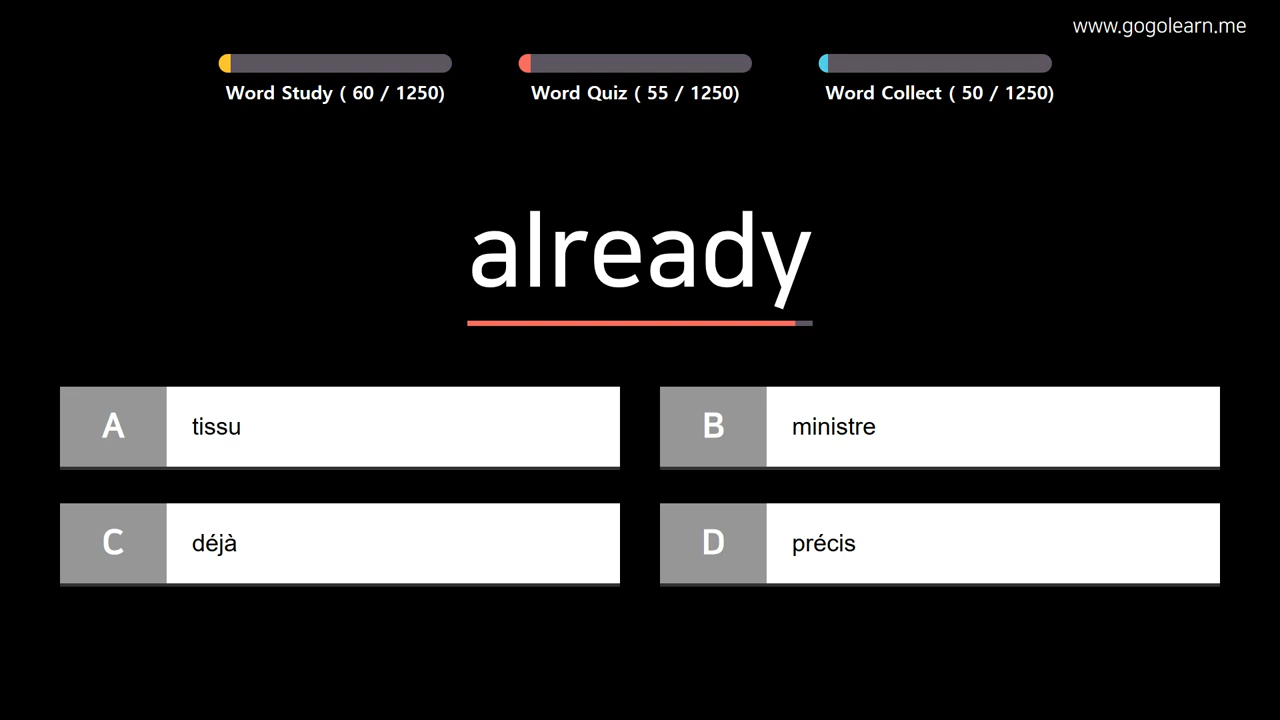 www.gogolearn.me
Word Study ( 60 / 1250)
Word Quiz ( 55 / 1250)
Word Collect ( 50 / 1250)
already
A tissu
B ministre
C déjà
D précis